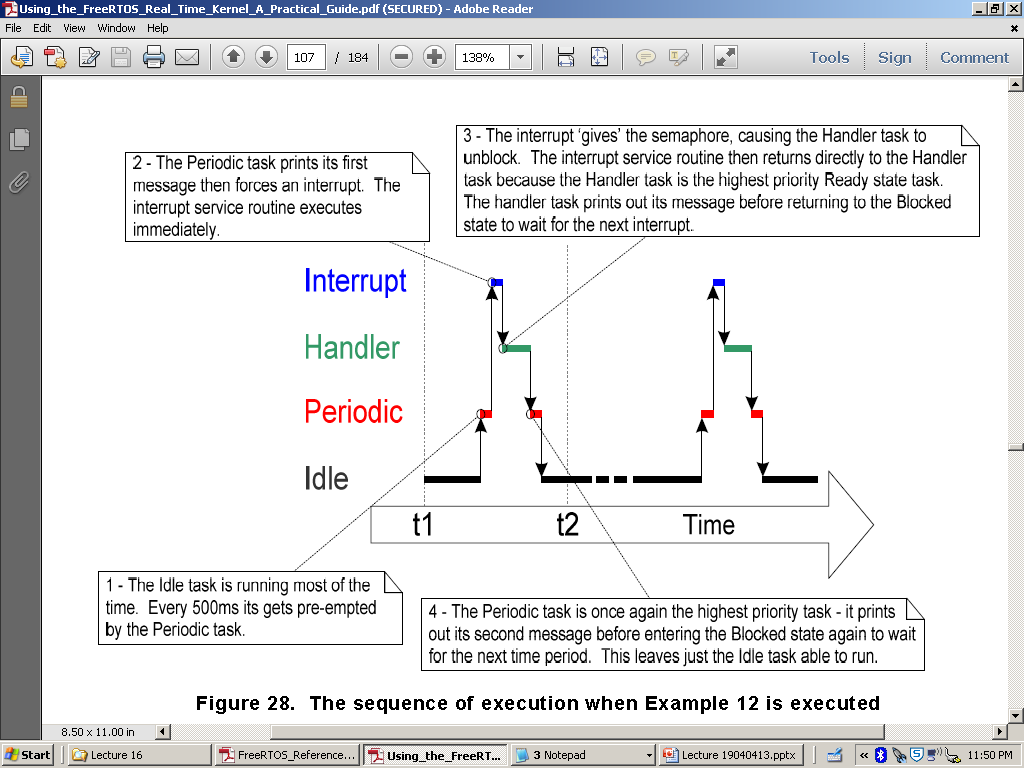 Using_the_FreeRTOS_Real_Time_Kernel_A_Practical_Guide.pdf (SECURED) - Adobe Reader
File Edit View Window Help
107 / 184 138% Tools Sign Comment
2 - The Periodic task prints its first
message then forces an interrupt. The
interrupt service routine executes
immediately.
3 - The interrupt ‘gives’ the semaphore, causing the Handler task to
unblock. The interrupt service routine then returns directly to the Handler
task because the Handler task is the highest priority Ready state task.
The handler task prints out its message before returning to the Blocked
state to wait for the next interrupt.
Interrupt
Handler
Periodic
Idle
t1 t2 Time
1 - The Idle task is running most of the
time. Every 500ms its gets pre-empted
by the Periodic task.
4 - The Periodic task is once again the highest priority task - it prints
out its second message before entering the Blocked state again to wait
for the next time period. This leaves just the Idle task able to run.
Figure 28. The sequence of execution when Example 12 is executed
8.50 x 11.00 in
Start Lecture 16 FreeRTOS_Reference... Using_the_FreeRT... 3 Notepad Lecture 19040413.pptx 11:50 PM